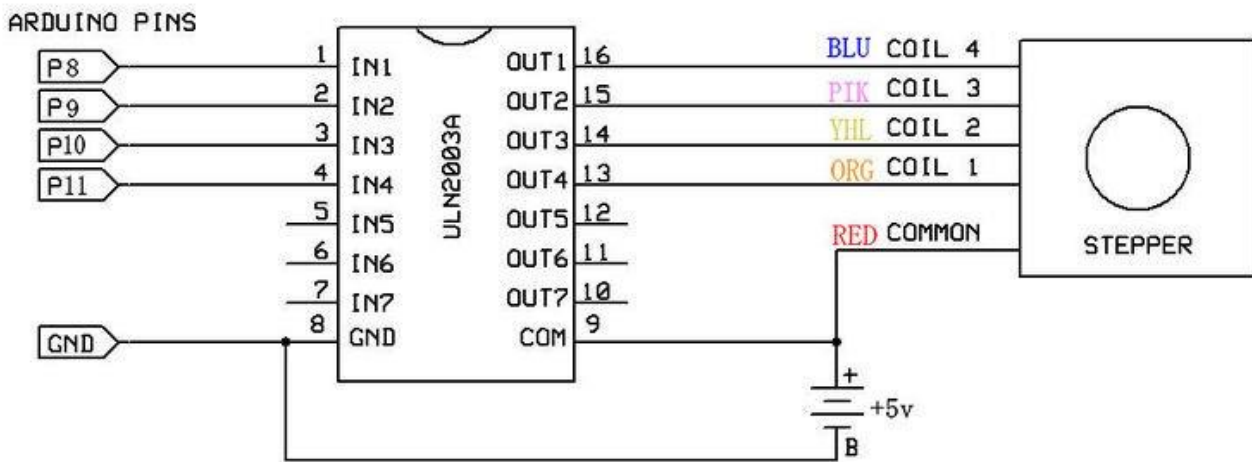 ARDUINO PINS
P8 1 IN1 OUT1 16 BLU COIL 4
P9 2 IN2 OUT2 15 PIK COIL 3
P10 3 IN3 OUT3 14 YHL COIL 2
P11 4 IN4 OUT4 13 ORG COIL 1
ULN2003A
5 IN5 OUT5 12
RED COMMON
STEPPER
6 IN6 OUT6 11
7 IN7 OUT7 10
GND 8 GND COM 9
+
+5v
B